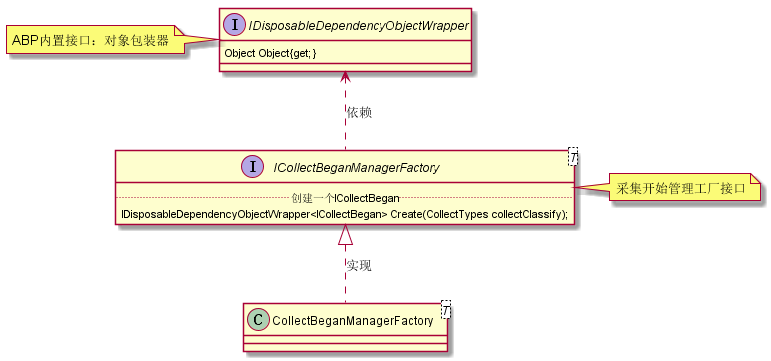 I IDisposableDependencyObjectWrapper
ABP内置接口：对象包装器
Object Object{get; }
依赖
I ICollectBeganManagerFactory T
创建一个ICollectBegan
IDisposableDependencyObjectWrapper<ICollectBegan> Create(CollectTypes collectClassify);
采集开始管理工厂接口
实现
C CollectBeganManagerFactory T